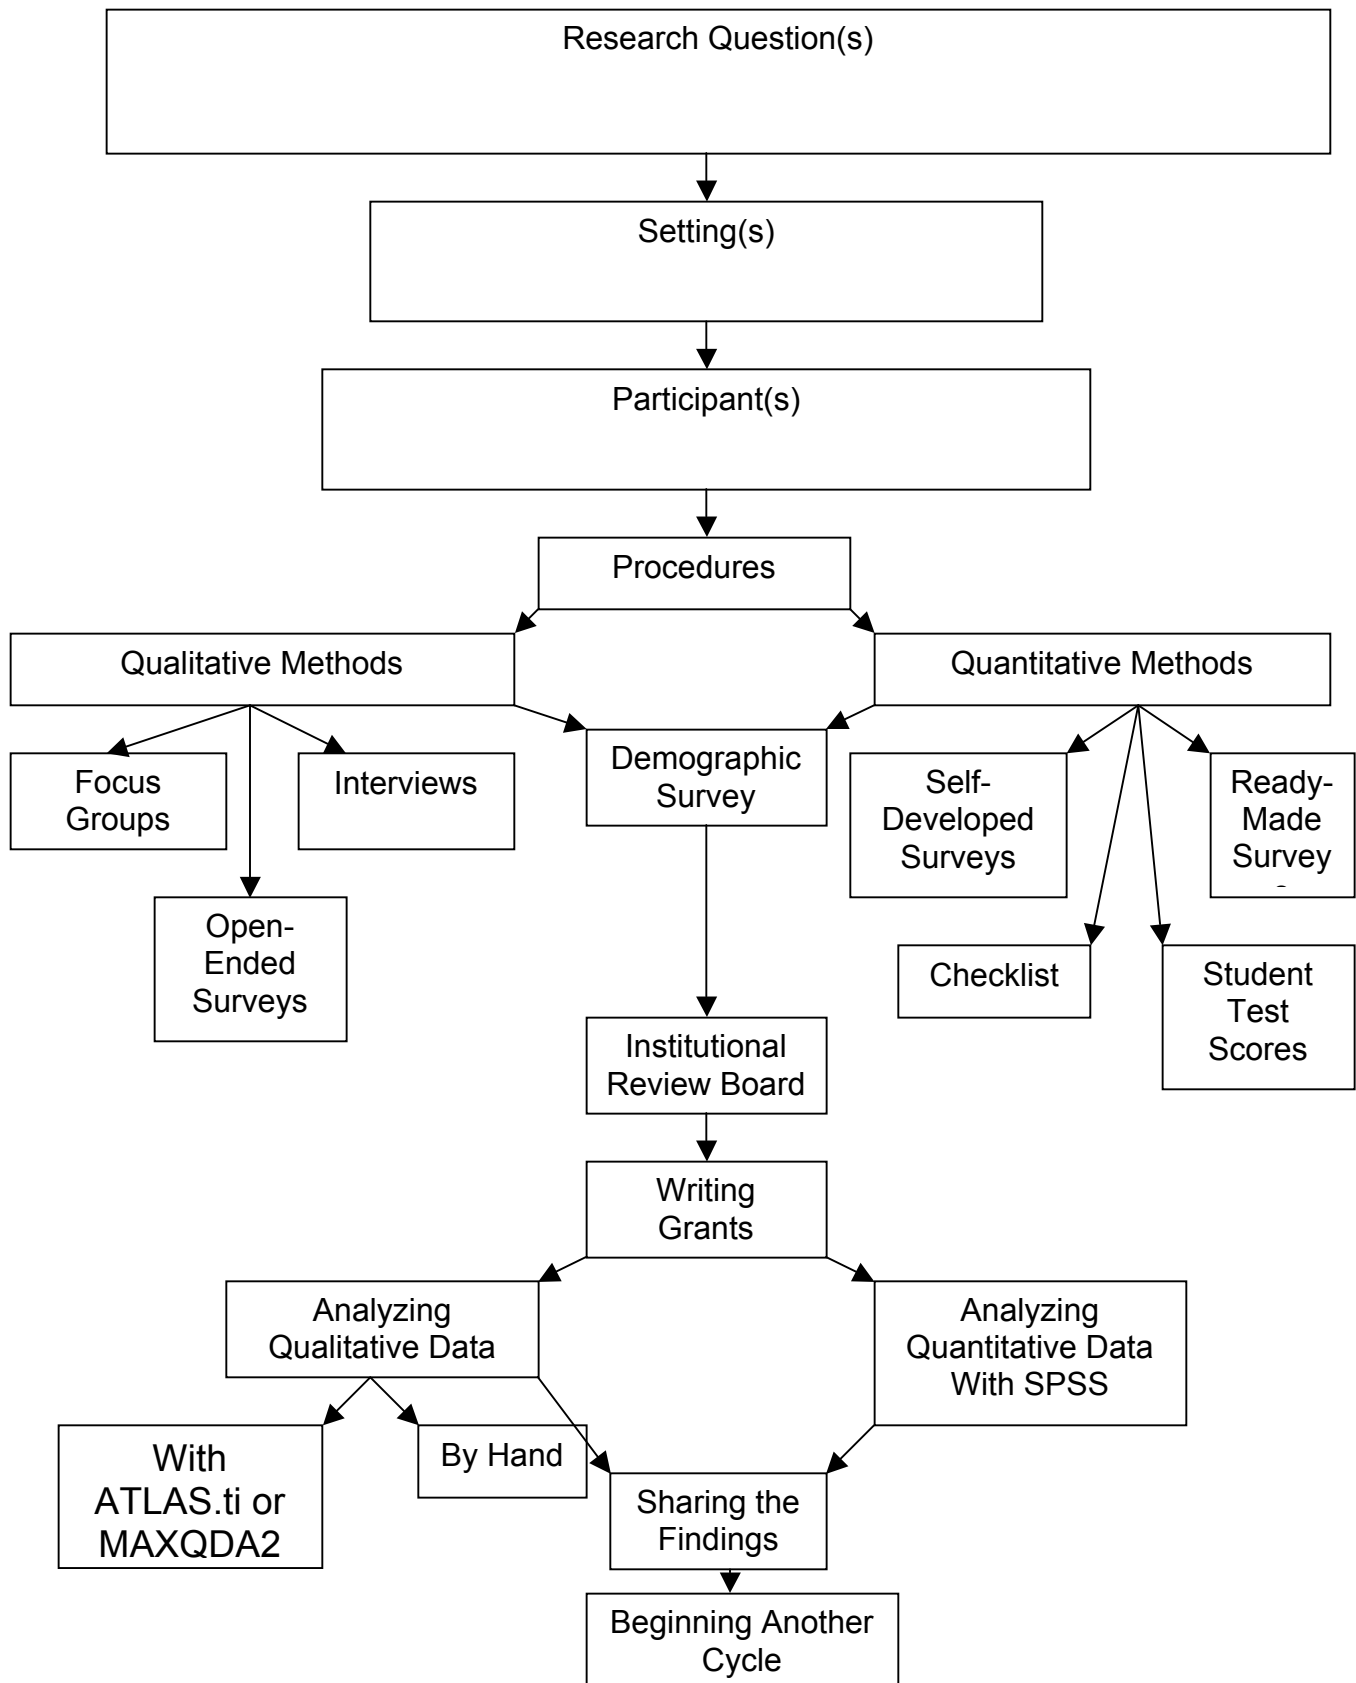 Research Question(s)
Setting(s)
Participant(s)
Procedures
Qualitative Methods
Quantitative Methods
Focus
Groups
Interviews
Open-
Ended
Surveys
Demographic
Survey
Self-
Developed
Surveys
Ready-
Made
Survey
Checklist
Student
Test
Scores
Institutional
Review Board
Writing
Grants
Analyzing
Qualitative Data
Analyzing
Quantitative Data
With SPSS
With
ATLAS.ti or
MAXQDA2
By Hand
Sharing the
Findings
Beginning Another
Cycle